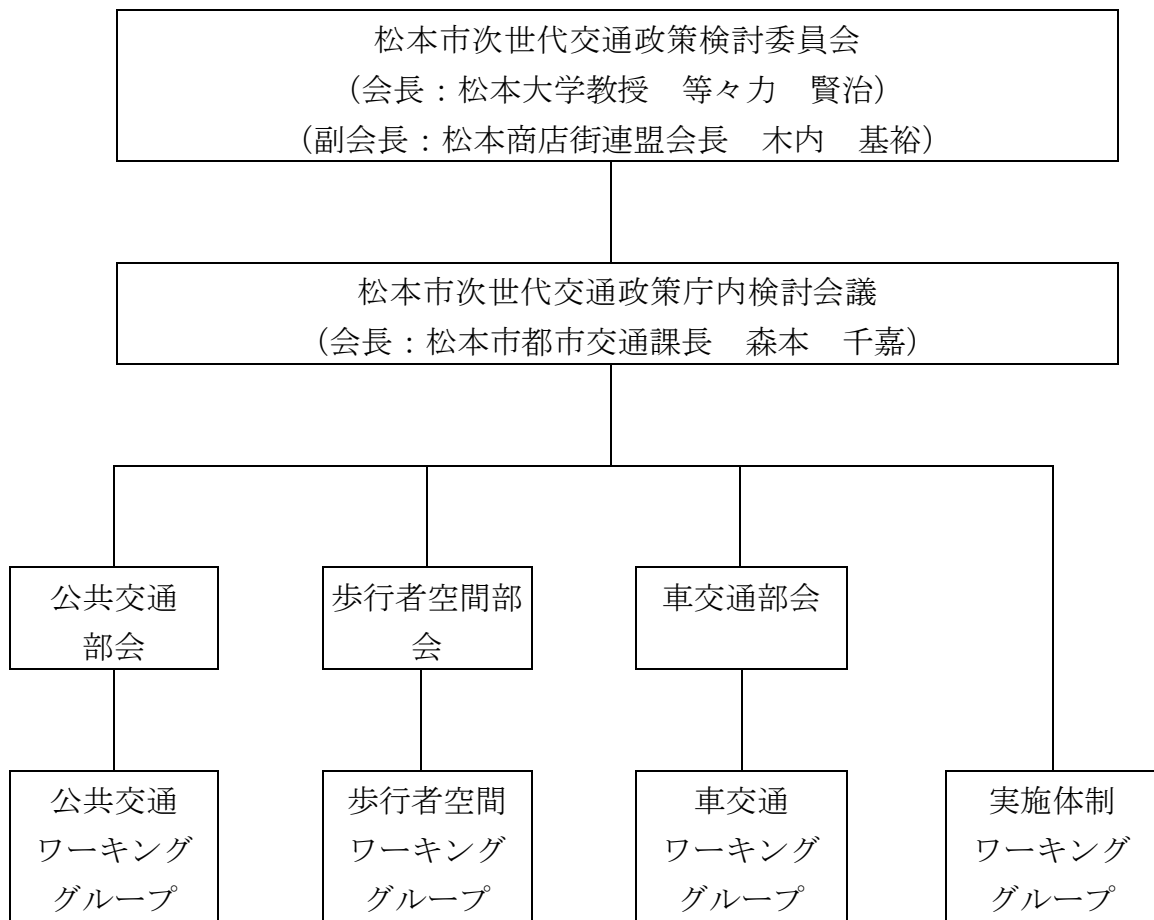 松本市次世代交通政策検討委員会
（会長：松本大学教授　等々力　賢治）
（副会長：松本商店街連盟会長　木内　基裕）
松本市次世代交通政策庁内検討会議
（会長：松本市都市交通課長　森本　千嘉）
公共交通
部会
歩行者空間部
会
車交通部会
公共交通
ワーキング
グループ
歩行者空間
ワーキング
グループ
車交通
ワーキング
グループ
実施体制
ワーキング
グループ